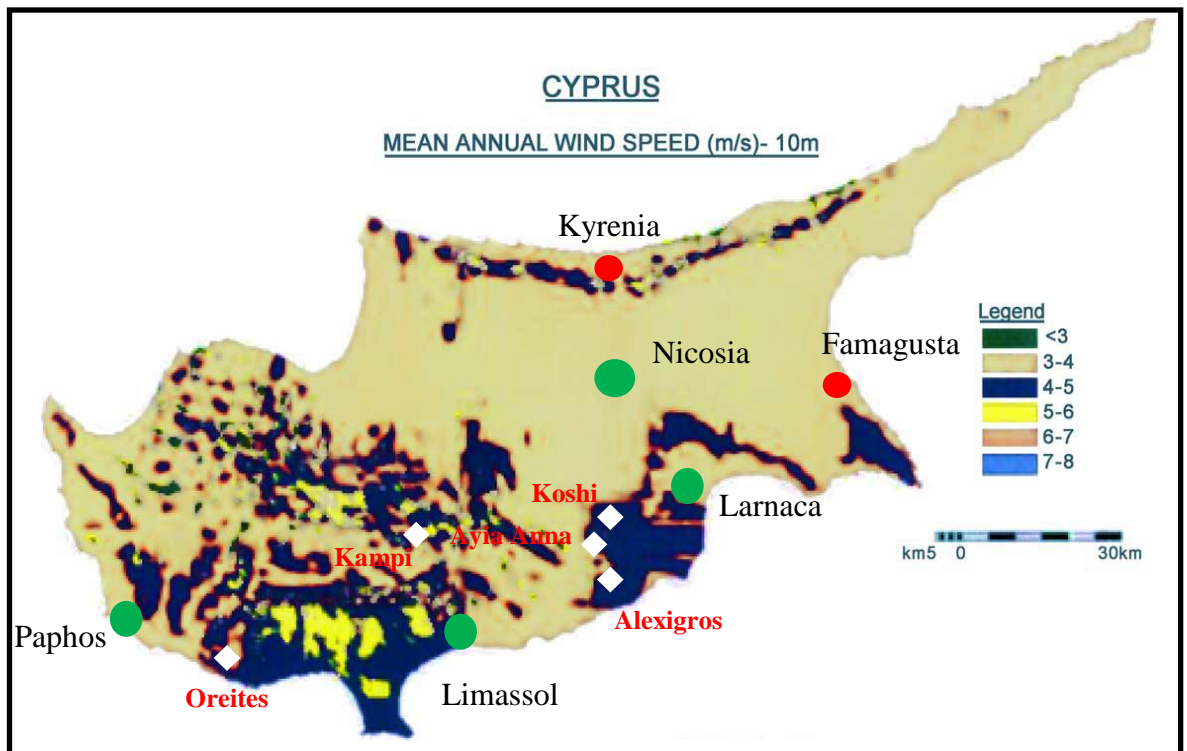 CYPRUS
MEAN ANNUAL WIND SPEED (m/s)- 10m
Kyrenia
Nicosia
Famagusta
Legend
<3
3-4
4-5
5-6
6-7
7-8
Koshi
Larnaca
Ayia Anna
Kampi
km5 0 30km
Alexigros
Paphos
Oreites
Limassol